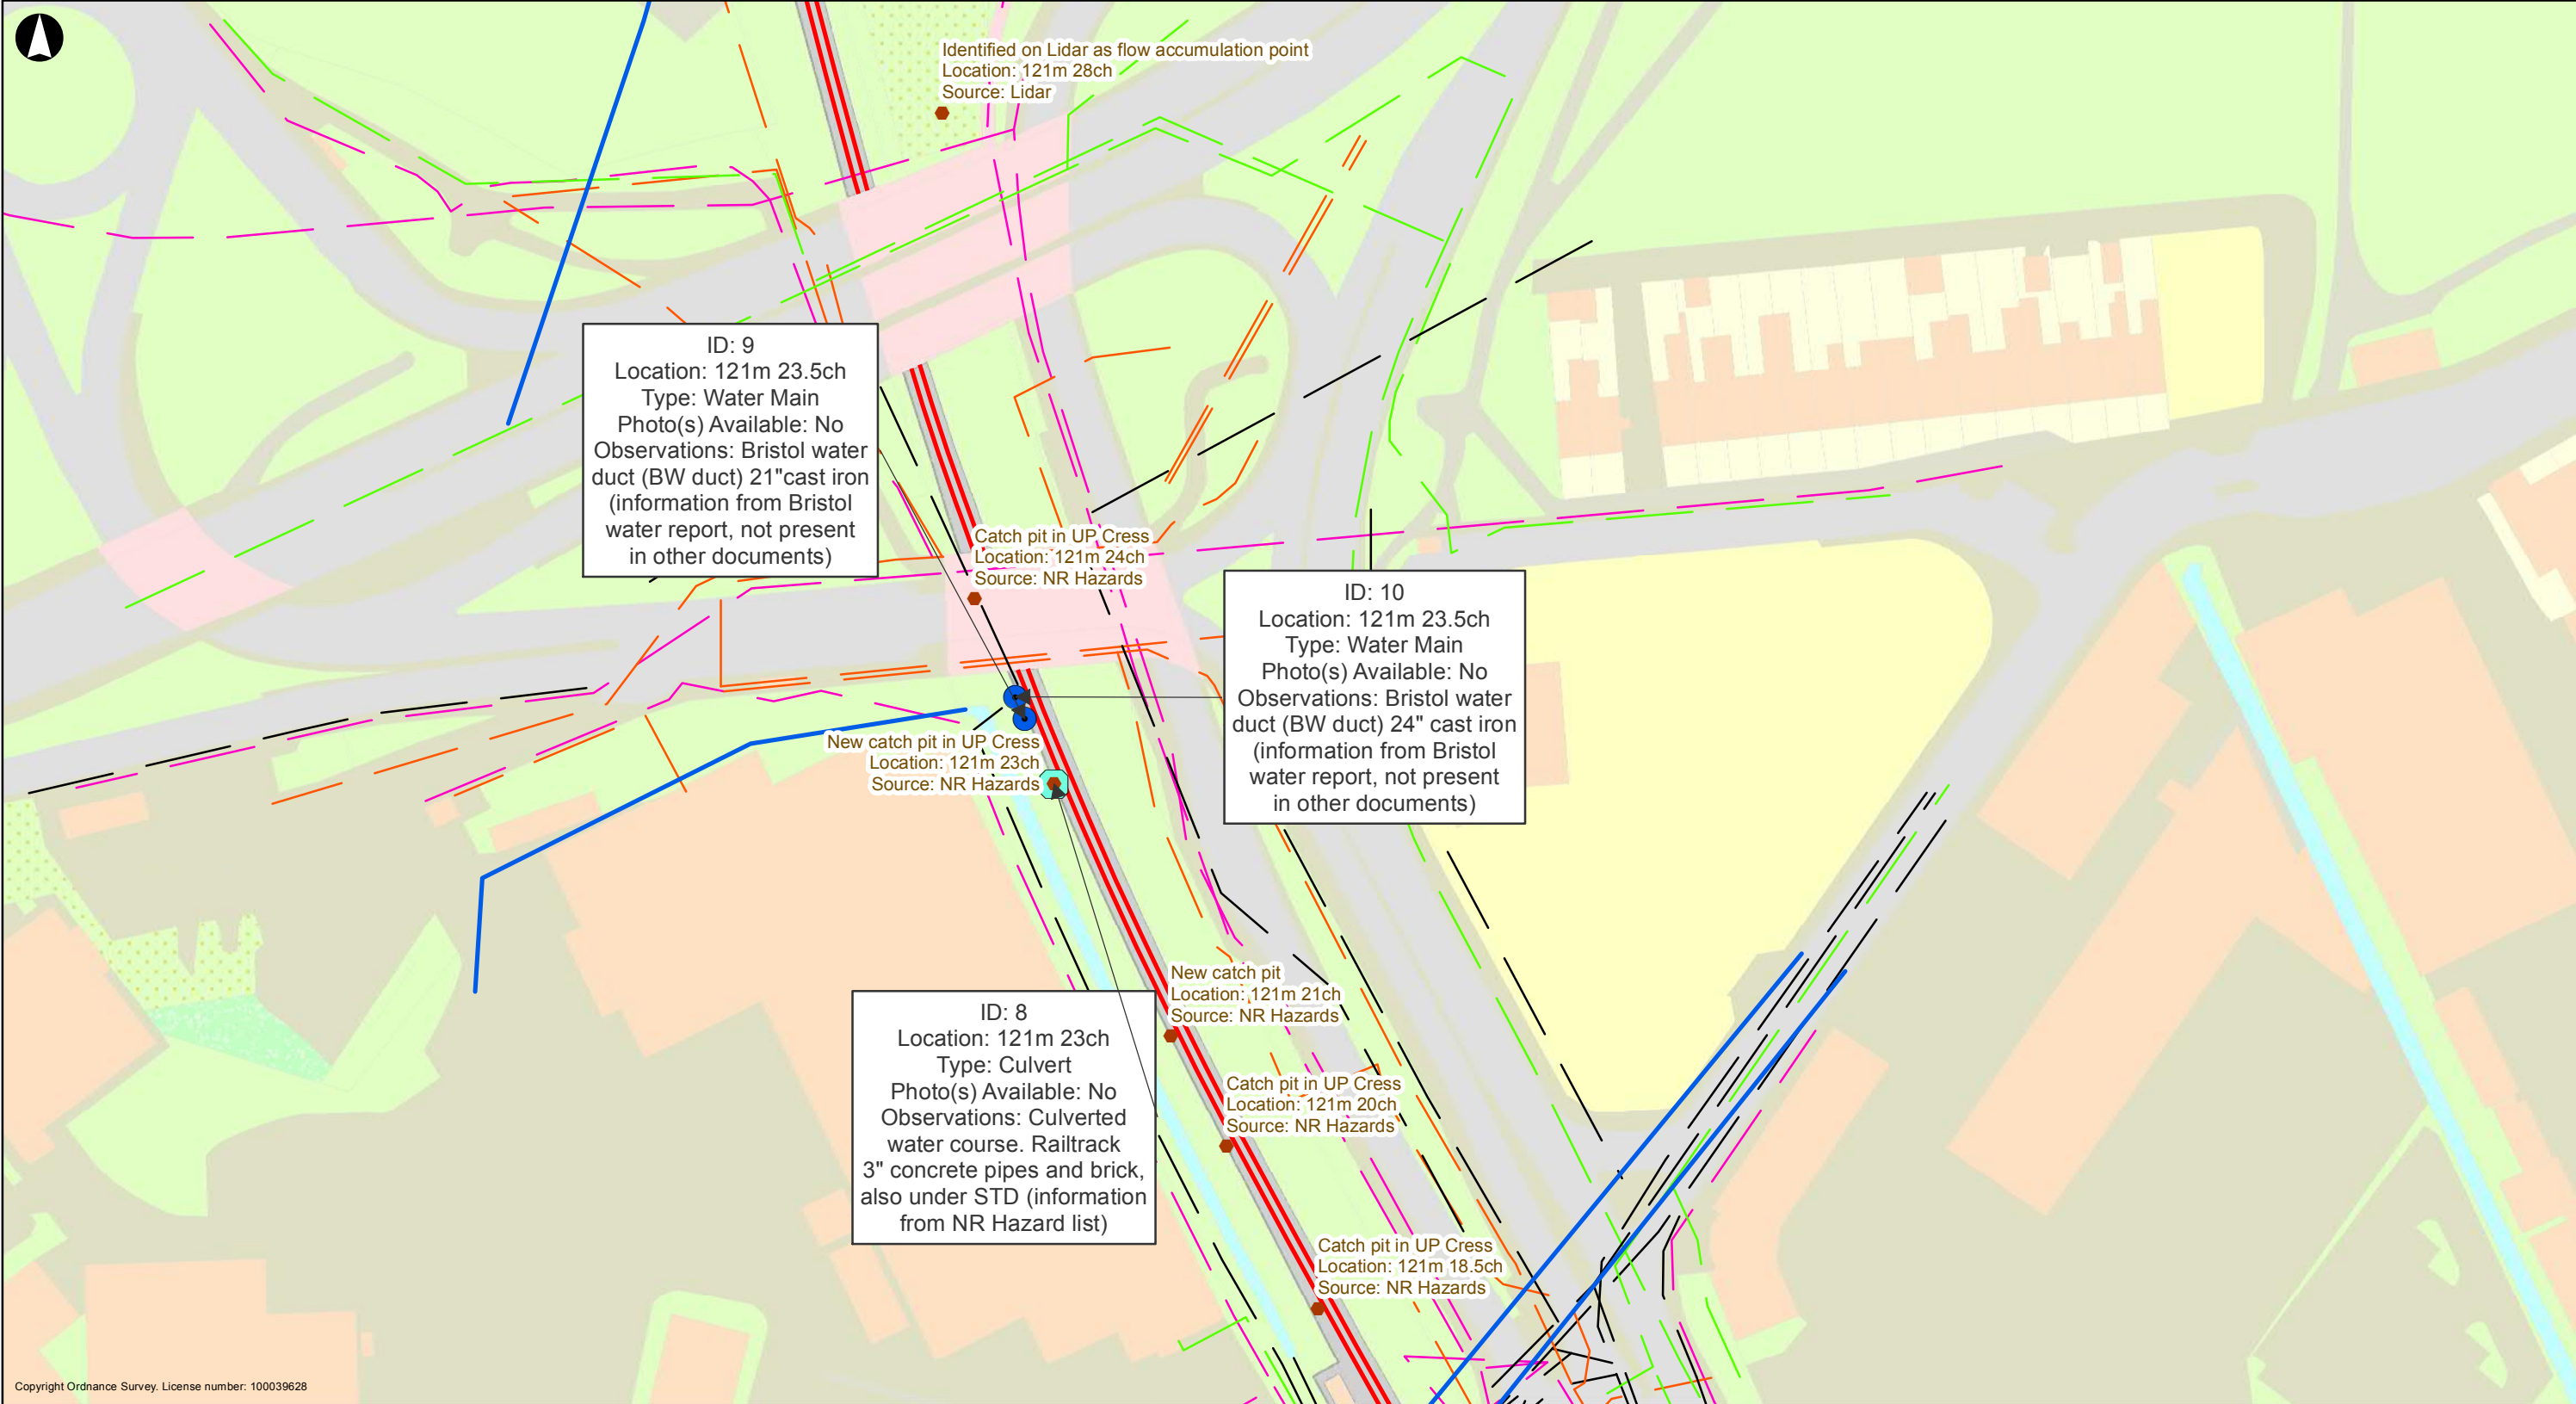 Identified on Lidar as flow accumulation point
Location: 121m 28ch
Source: Lidar
ID: 9
Location: 121m 23.5ch
Type: Water Main
Photo(s) Available: No
Observations: Bristol water
duct (BW duct) 21"cast iron
(information from Bristol
water report, not present
in other documents)
Catch pit in UP Cress
Location: 121m 24ch
Source: NR Hazards
ID: 10
Location: 121m 23.5ch
Type: Water Main
Photo(s) Available: No
Observations: Bristol water
duct (BW duct) 24" cast iron
(information from Bristol
water report, not present
in other documents)
New catch pit in UP Cress
Location: 121m 23ch
Source: NR Hazards
New catch pit
Location: 121m 21ch
Source: NR Hazards
ID: 8
Location: 121m 23ch
Type: Culvert
Photo(s) Available: No
Observations: Culverted
water course. Railtrack
3" concrete pipes and brick,
also under STD (information
from NR Hazard list)
Catch pit in UP Cress
Location: 121m 20ch
Source: NR Hazards
Catch pit in UP Cress
Location: 121m 18.5ch
Source: NR Hazards
Copyright Ordnance Survey. License number: 100039628